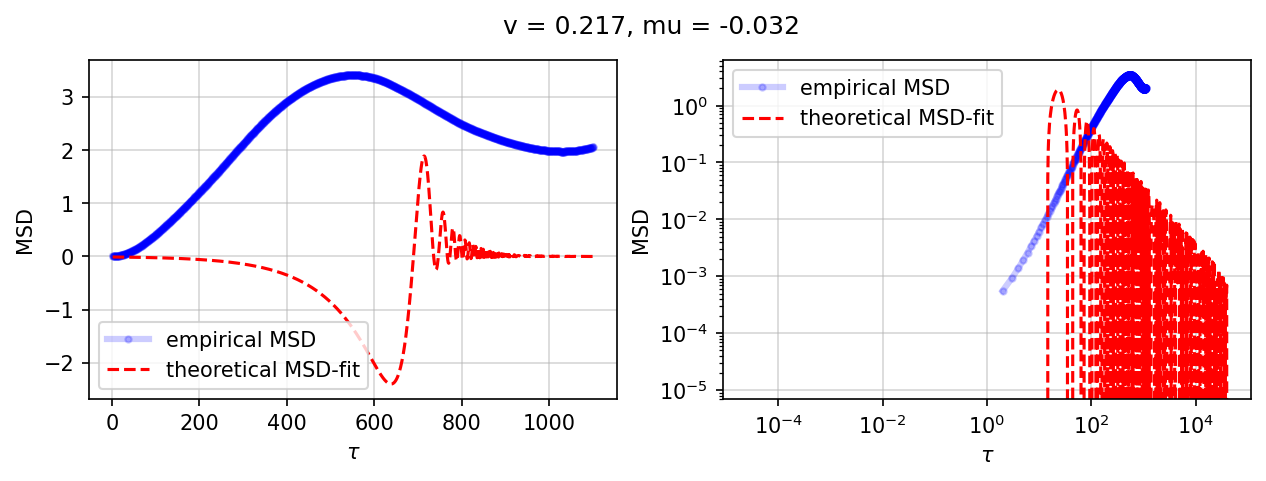 v = 0.217, mu = -0.032
MSD
3
2
1
0
−1
−2
empirical MSD
theoretical MSD-fit
0 200 400 600 800 1000
τ
MSD
10⁰
10⁻¹
10⁻²
10⁻³
10⁻⁴
10⁻⁵
empirical MSD
theoretical MSD-fit
10⁻⁴ 10⁻² 10⁰ 10² 10⁴
τ